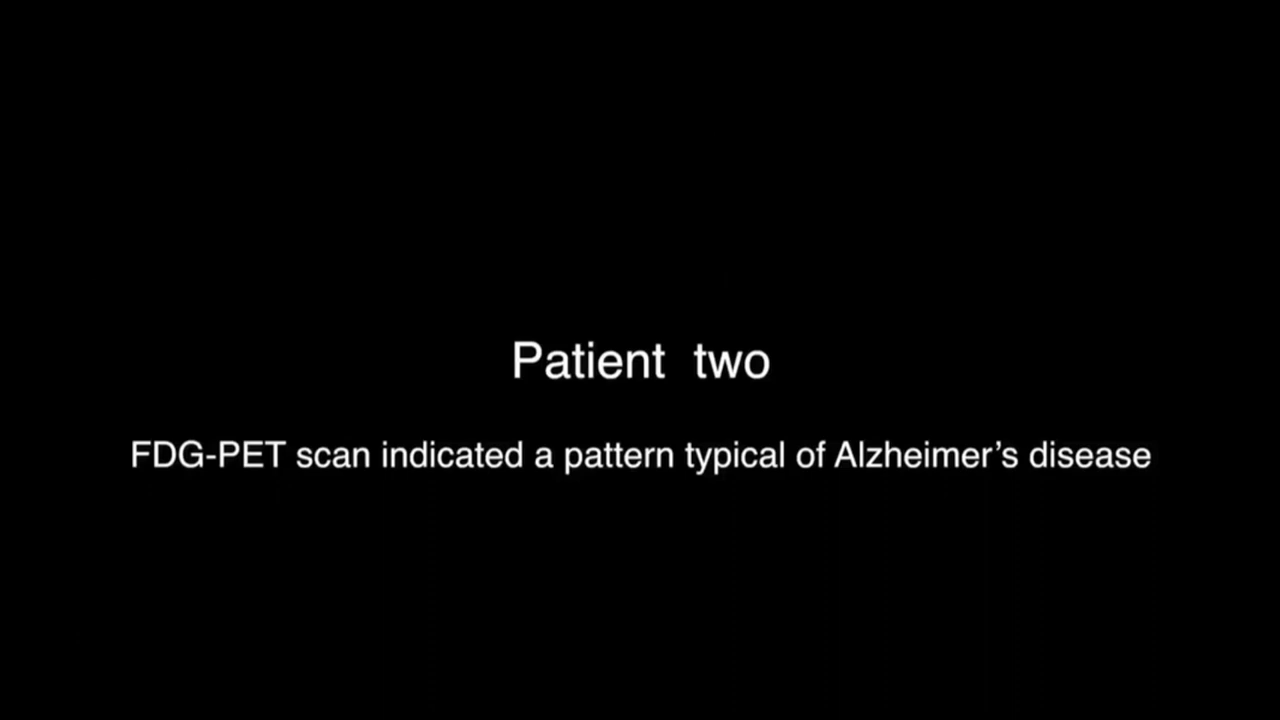 Patient two
FDG-PET scan indicated a pattern typical of Alzheimer’s disease